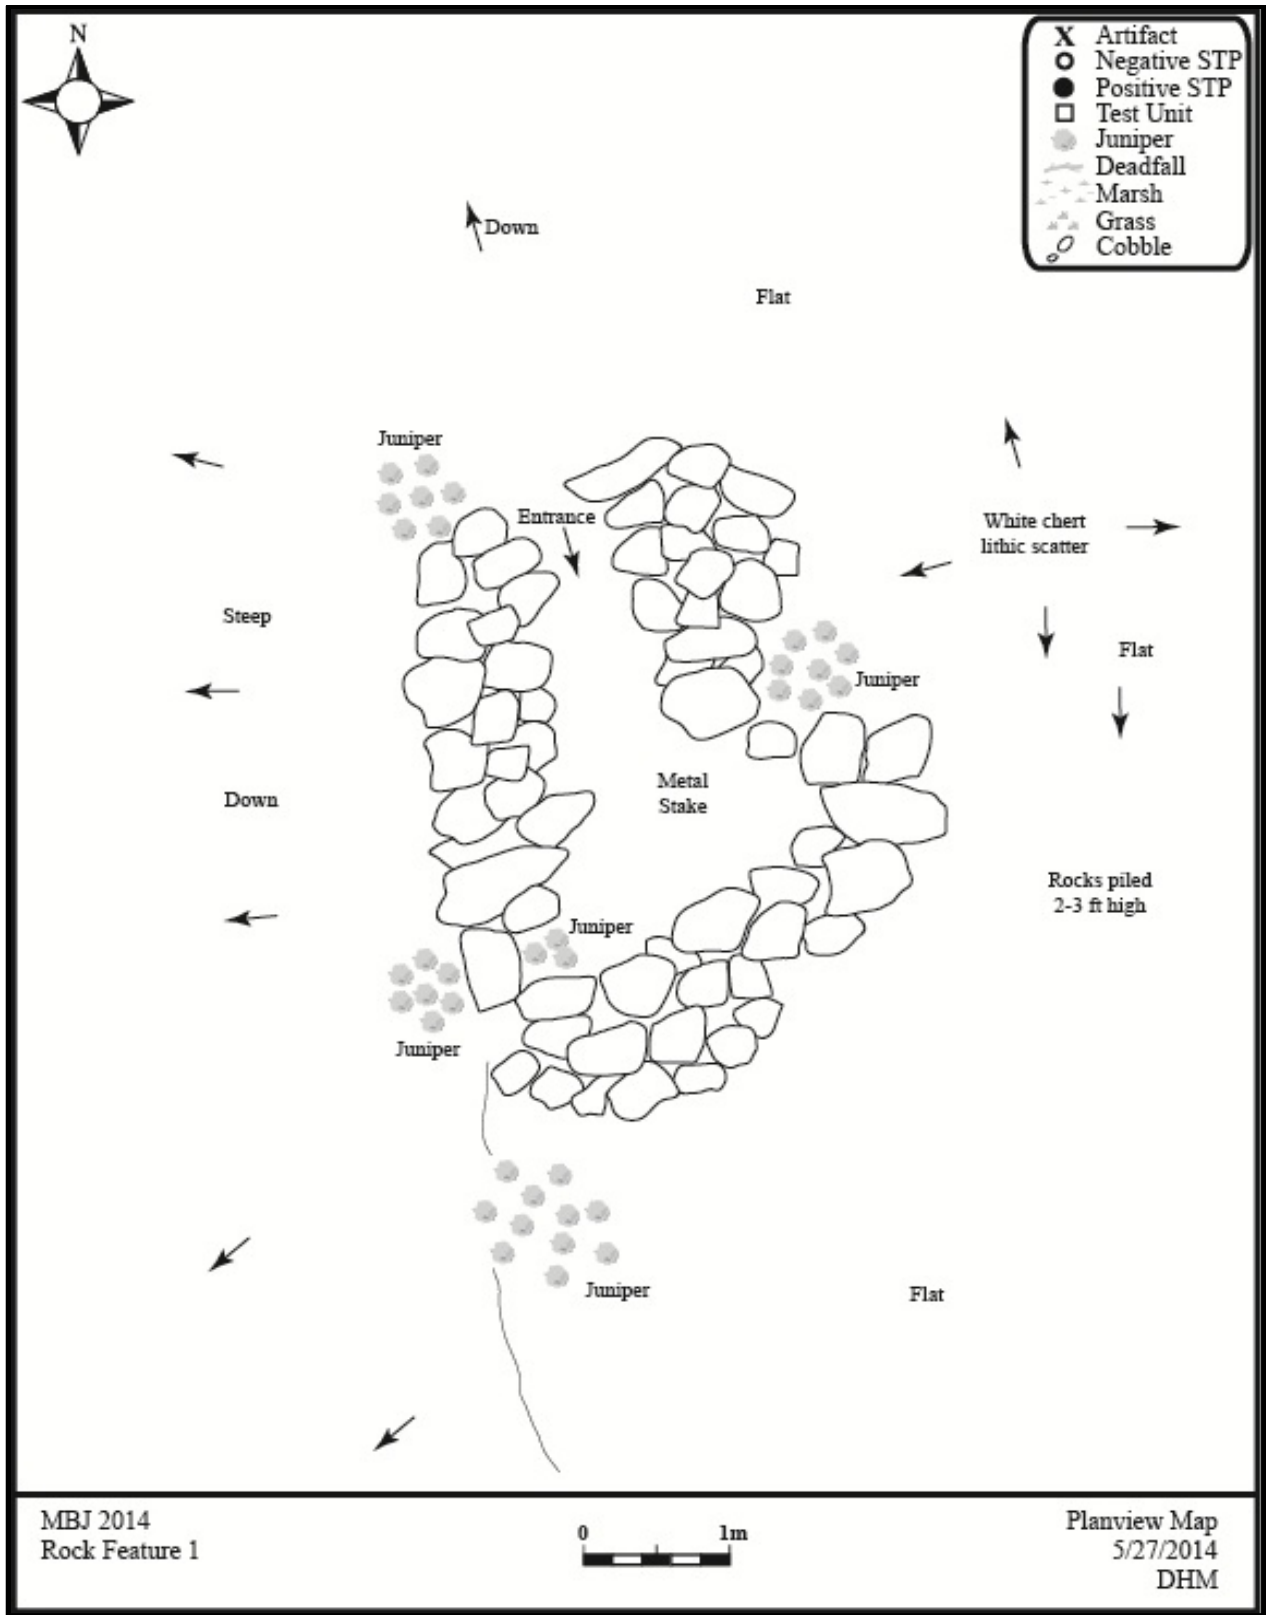 N
X Artifact
Negative STP
Positive STP
Test Unit
Juniper
Deadfall
Marsh
Grass
Cobble
Down
Flat
Juniper
Entrance
White chert
lithic scatter
Steep
Flat
Juniper
Metal
Stake
Down
Rocks piled
2-3 ft high
Juniper
Juniper
Juniper
Flat
MBJ 2014
Rock Feature 1
0 1m
Planview Map
5/27/2014
DHM